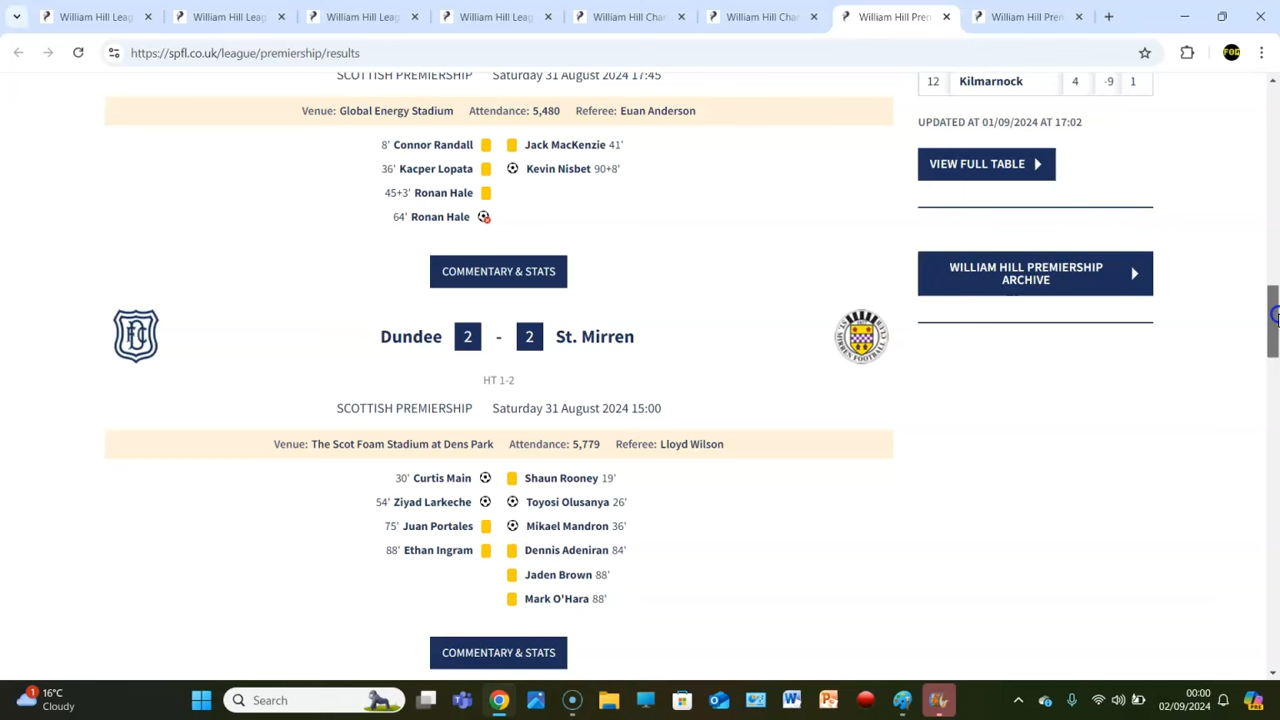 William Hill Leag
William Hill Leag
William Hill Leag
William Hill Leag
William Hill Cha
William Hill Cha
William Hill Pre
William Hill Pre
https://spfl.co.uk/league/premiership/results
SCOTTISH PREMIERSHIP Saturday 31 August 2024 17:45
Venue: Global Energy Stadium Attendance: 5,480 Referee: Euan Anderson
8' Connor Randall Jack MacKenzie 41'
36' Kacper Lopata Kevin Nisbet 90+8'
45+3' Ronan Hale
64' Ronan Hale
COMMENTARY & STATS
Dundee 2 - 2 St. Mirren
HT 1-2
SCOTTISH PREMIERSHIP Saturday 31 August 2024 15:00
Venue: The Scot Foam Stadium at Dens Park Attendance: 5,779 Referee: Lloyd Wilson
30' Curtis Main Shaun Rooney 19'
54' Ziyad Larkeche Toyosi Olusanya 26'
75' Juan Portales Mikael Mandron 36'
88' Ethan Ingram Dennis Adeniran 84'
Jaden Brown 88'
Mark O'Hara 88'
COMMENTARY & STATS
12 Kilmarnock 4 -9 1
UPDATED AT 01/09/2024 AT 17:02
VIEW FULL TABLE
WILLIAM HILL PREMIERSHIP
ARCHIVE
1
16°C
Cloudy
Search
00:00
02/09/2024